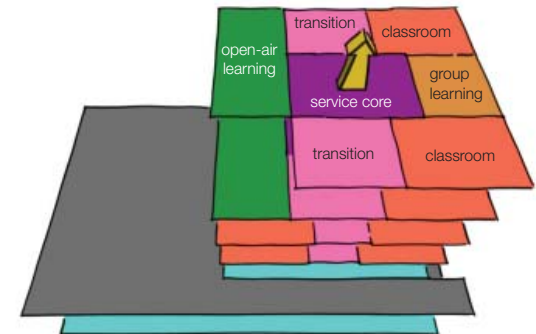 transition
classroom
open-air
learning
group
learning
service core
transition
classroom